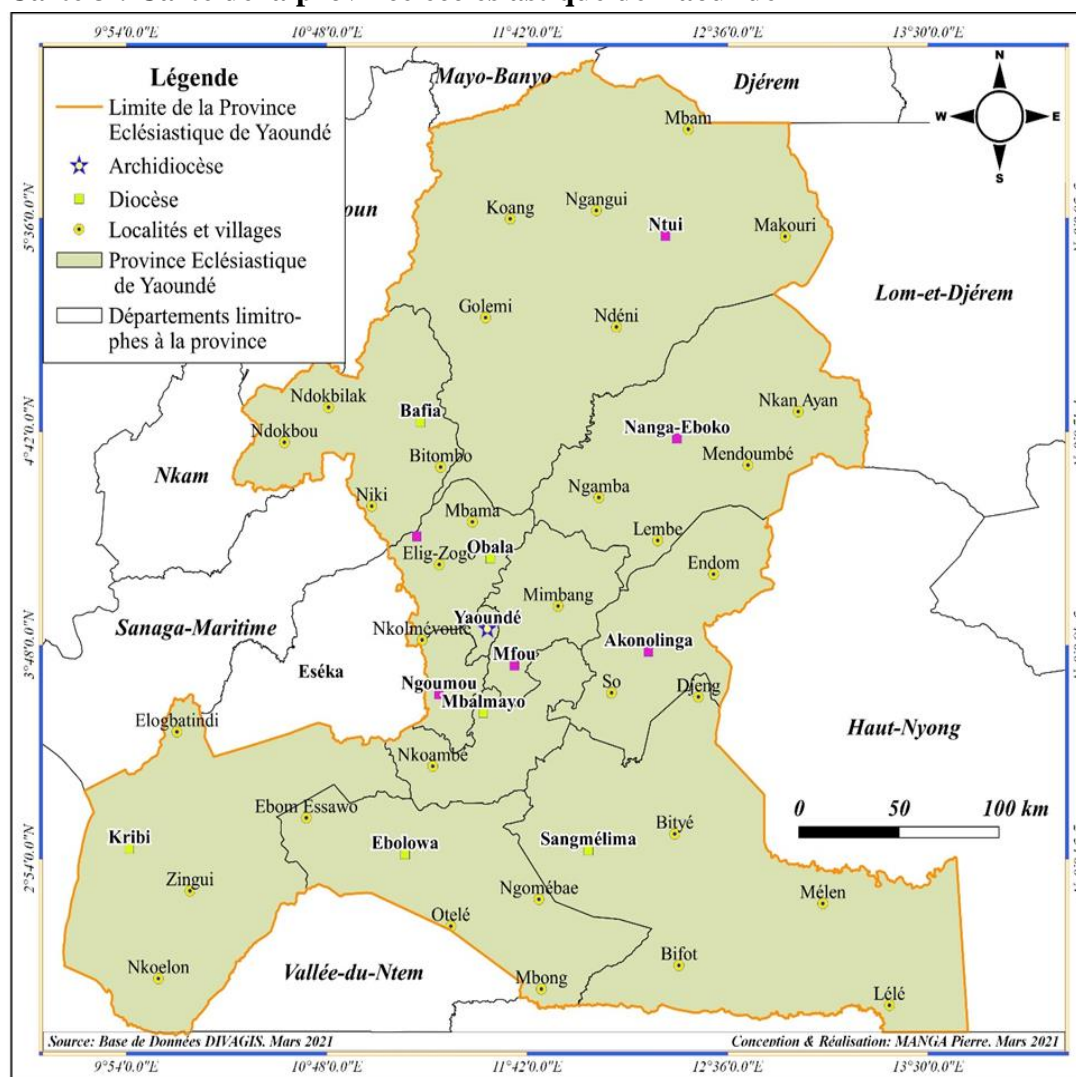 9°54'0.0"E 10°48'0.0"E 11°42'0.0"E 12°36'0.0"E 13°30'0.0"E
Légende
Limite de la Province
Eclésiastique de Yaoundé
Archidiocèse
Diocèse
Localités et villages
Province Eclésiastique
de Yaoundé
Départements limitro-
phes à la province
Mayo-Banyo
Djérem
N
W E
S
Mbam
5°36'0.0"N
oun
Koang
Ngangui
Ntui
Makouri
Lom-et-Djérem
Golemi
Ndéni
Ndokbilak
Bafia
Nkan Ayan
4°42'0.0"N
Ndokbou
Nanga-Eboko
Bitombo
Mendoumbé
Nkam
Niki
Ngamba
Mbama
Lembe
Elig-Zogo
Obala
Endom
Mimbang
Sanaga-Maritime
Yaoundé
Nkolmévoute
3°48'0.0"N
Mfou
Akonolinga
Eséka
Ngoumou
Mbálmayo
So
Djeng
Elogbatindi
Haut-Nyong
Nkoambe
0 50 100 km
Ebom Essawo
Kribi
Ebolowa
Sangmélima
Bityé
2°54'0.0"N
Zingui
Ngomébae
Mélen
Otelé
Nkoelon
Vallée-du-Ntem
Mbong
Bifot
Lélé
Source: Base de Données DIVAGIS. Mars 2021
Conception & Réalisation: MANGA Pierre. Mars 2021
9°54'0.0"E 10°48'0.0"E 11°42'0.0"E 12°36'0.0"E 13°30'0.0"E